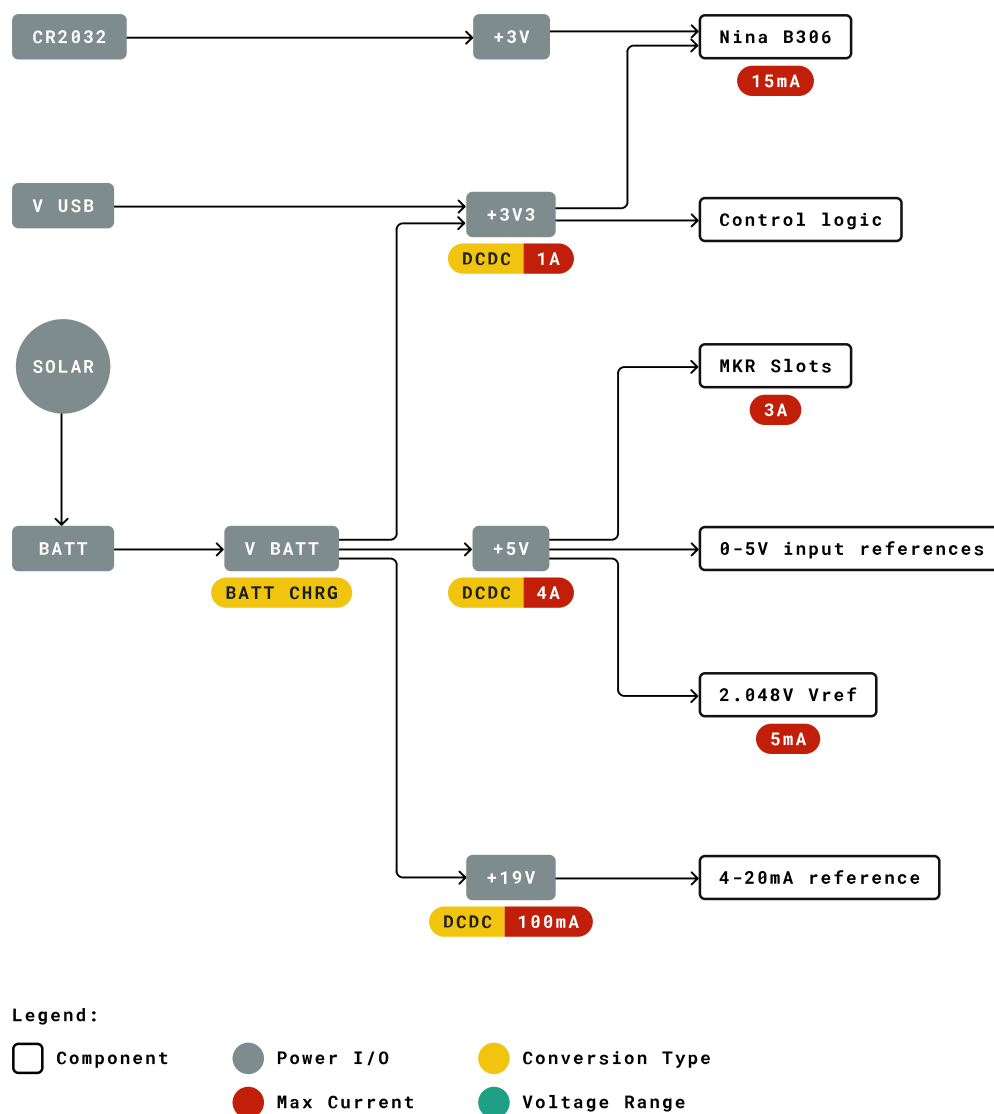 CR2032
+3V
Nina B306
15mA
V USB
+3V3
Control logic
DCDC 1A
SOLAR
MKR Slots
3A
BATT
V BATT
+5V
0-5V input references
BATT CHRG
DCDC 4A
2.048V Vref
5mA
+19V
4-20mA reference
DCDC 100mA
Legend:
Component
Power I/O
Conversion Type
Max Current
Voltage Range